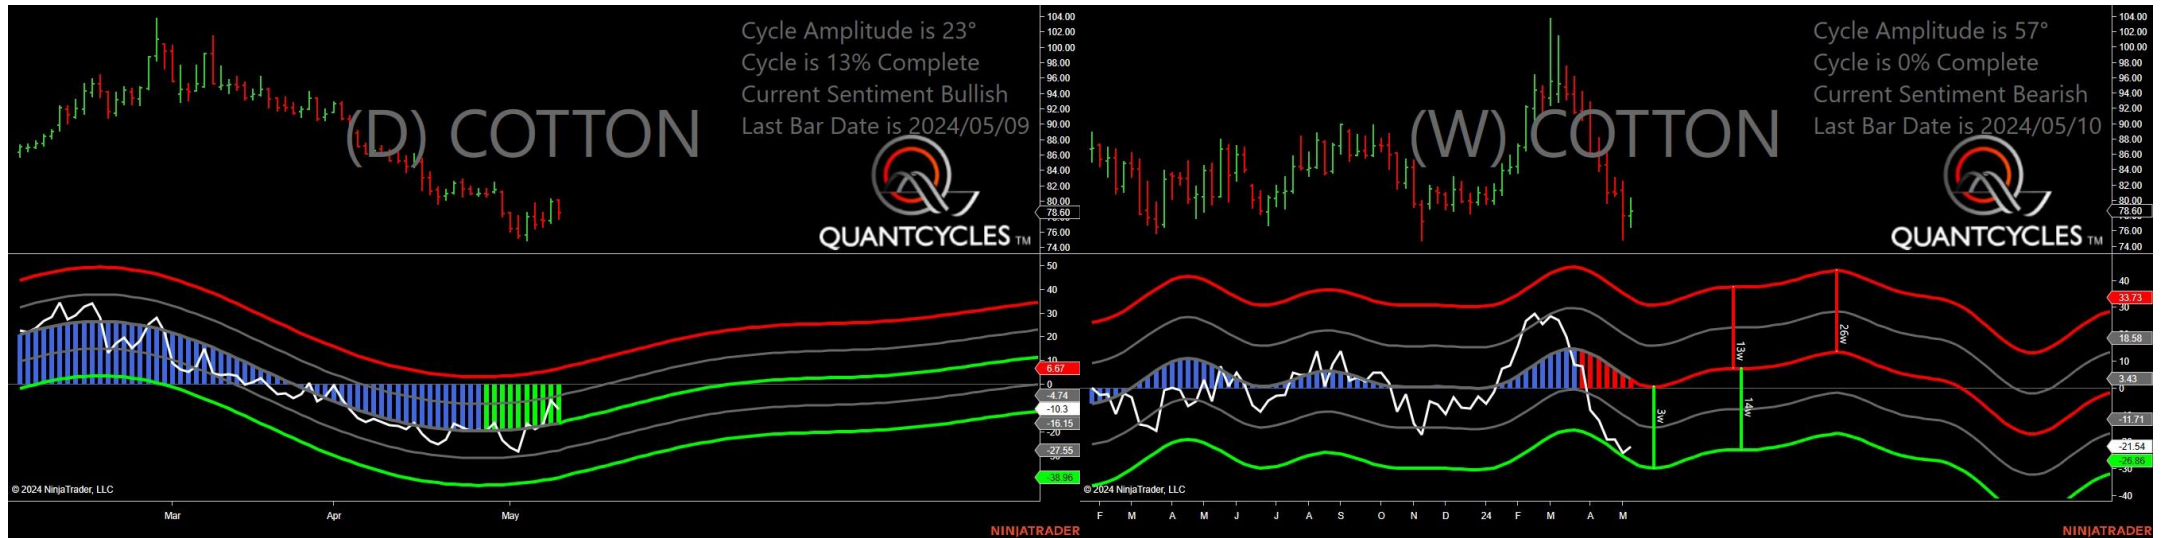 Cycle Amplitude is 23°
Cycle is 13% Complete
Current Sentiment Bullish
Last Bar Date is 2024/05/09
(D) COTTON
QUANTCYCLES TM
104.00
102.00
100.00
98.00
96.00
94.00
92.00
90.00
88.00
86.00
84.00
82.00
80.00
78.60
76.00
74.00
50
40
30
20
10
6.67
0
-4.74
-10.3
-16.15
-20
-27.55
-38.96
© 2024 NinjaTrader, LLC
Mar Apr May
NINJATRADER
Cycle Amplitude is 57°
Cycle is 0% Complete
Current Sentiment Bearish
Last Bar Date is 2024/05/10
(W) COTTON
QUANTCYCLES TM
104.00
102.00
100.00
98.00
96.00
94.00
92.00
90.00
88.00
86.00
84.00
82.00
80.00
78.60
76.00
74.00
40
33.73
30
18.58
10
3.43
0
-11.71
-21.54
-26.86
-30
-40
3w
13w
14w
26w
© 2024 NinjaTrader, LLC
F M A M J J A S O N D 24 F M A M
NINJATRADER